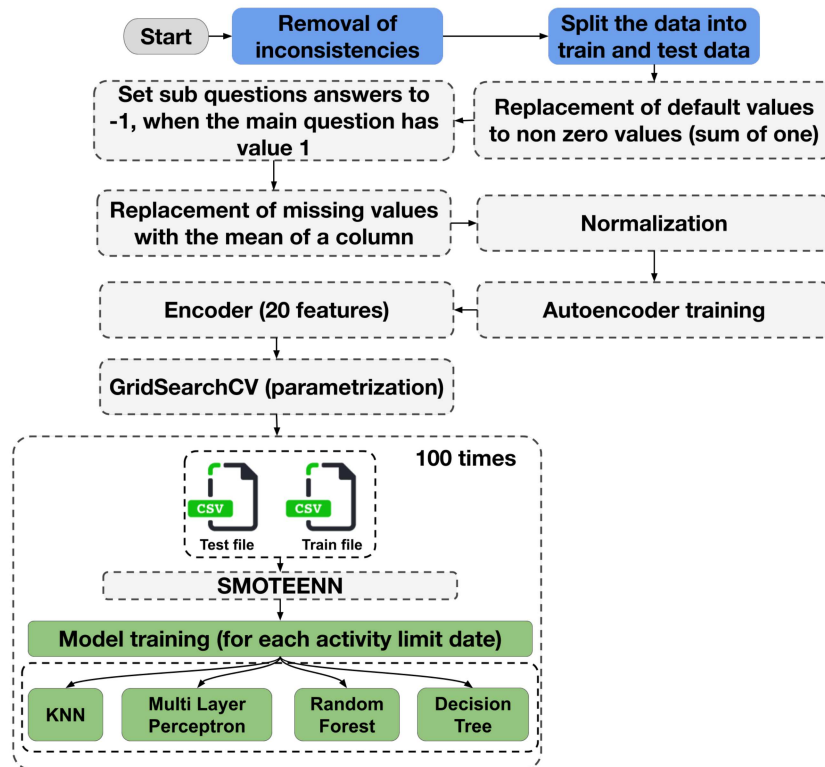 Start
Removal of
inconsistencies
Split the data into
train and test data
Set sub questions answers to
-1, when the main question has
value 1
Replacement of default values
to non zero values (sum of one)
Replacement of missing values
with the mean of a column
Normalization
Encoder (20 features)
Autoencoder training
GridSearchCV (parametrization)
100 times
CSV
CSV
Test file
Train file
SMOTEENN
Model training (for each activity limit date)
KNN
Multi Layer
Perceptron
Random
Forest
Decision
Tree